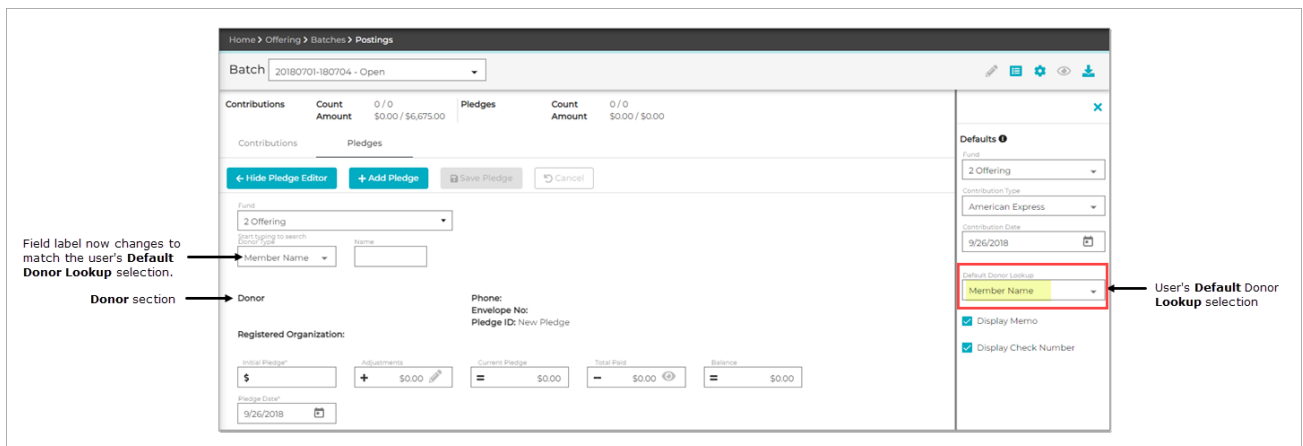 Home > Offering > Batches > Postings
Batch 20180701-180704 - Open
Contributions Count 0 / 0 Pledges Count 0 / 0
Amount $0.00 / $6,675.00 Amount $0.00 / $0.00
Contributions Pledges
Hide Pledge Editor + Add Pledge Save Pledge Cancel
Fund
2 Offering
Start typing to search
Donor Type Name
Member Name
Field label now changes to
match the user's Default
Donor Lookup selection.
Donor section
Donor Phone:
Envelope No:
Pledge ID: New Pledge
Registered Organization:
Initial Pledge* Adjustments Current Pledge Total Paid Balance
$ + $0.00 = $0.00 - $0.00 = $0.00
Pledge Date*
9/26/2018
Defaults
Fund
2 Offering
Contribution Type
American Express
Contribution Date
9/26/2018
Default Donor Lookup
Member Name
Display Memo
Display Check Number
User's Default Donor
Lookup selection